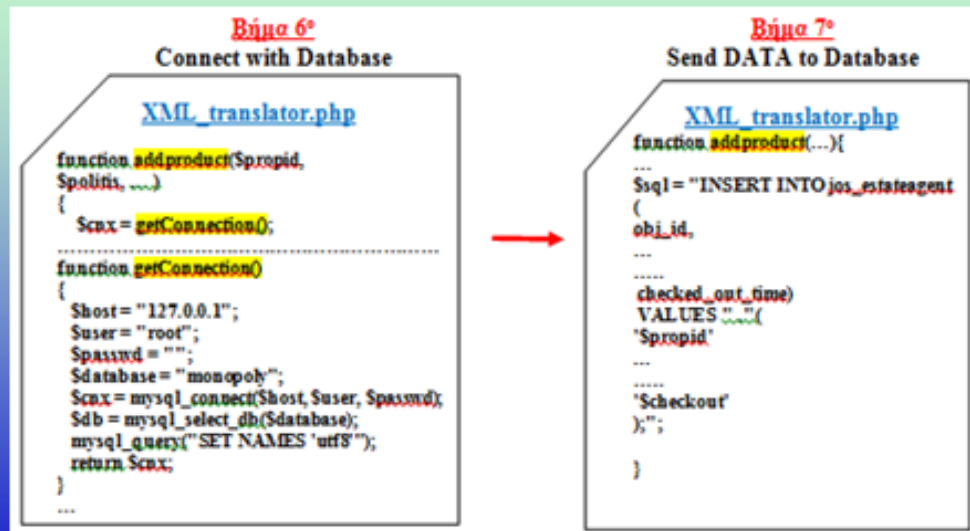 Βήμα 6ο
Connect with Database
XML_translator.php
function addproduct($propid,
$politis, ....)
{
$cnx = getConnection();
................................................................................
function getConnection()
{
$host = "127.0.0.1";
$user = "root";
$passwd = "";
$database = "monopoly";
$cnx = mysql_connect($host, $user, $passwd);
$db = mysql_select_db($database);
mysql_query("SET NAMES 'utf8'");
return $cnx;
}
...
Βήμα 7ο
Send DATA to Database
XML_translator.php
function addproduct(...){
...
$sql = "INSERT INTO jos_estateagent
(
obj_id,
...
.....
checked_out_time)
VALUES "."(
'$propid'
...
.....
'$checkout'
);";
}